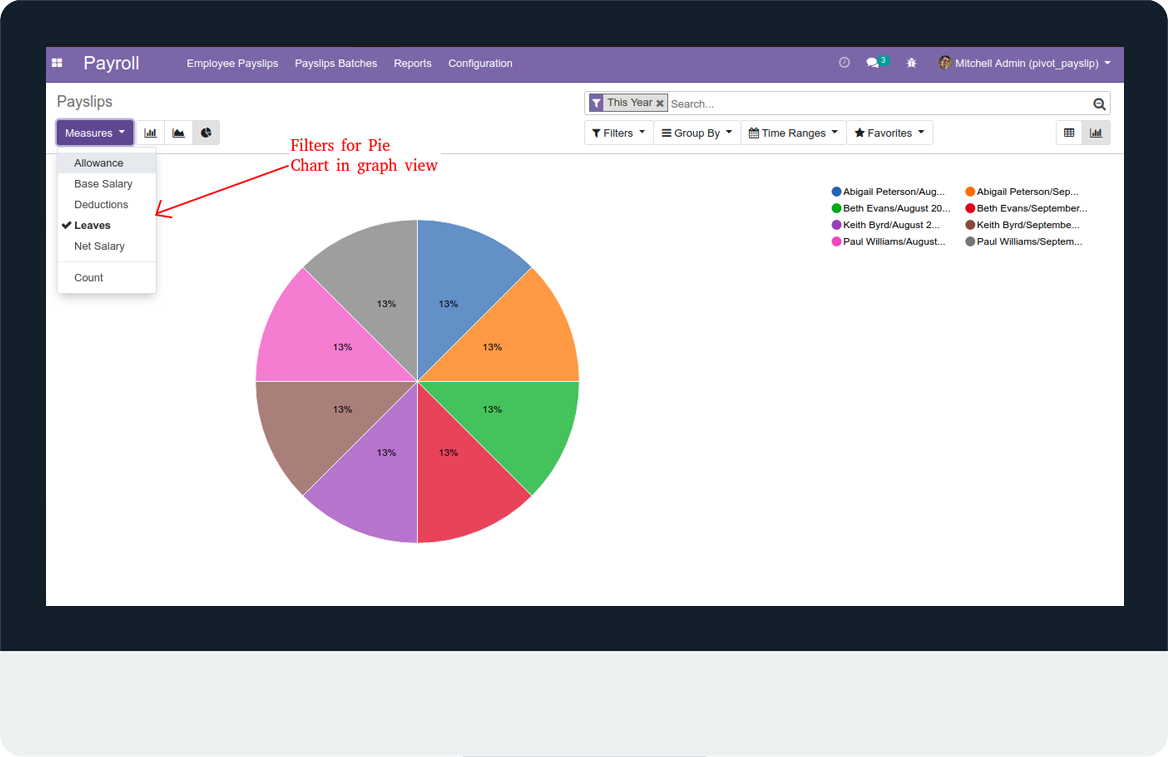 Payroll Employee Payslips Payslips Batches Reports Configuration 3 Mitchell Admin (pivot_payslip)
Payslips
This Year Search...
Measures
Filters Group By Time Ranges Favorites
Filters for Pie
Chart in graph view
Allowance
Base Salary
Deductions
Leaves
Net Salary
Count
Abigail Peterson/Aug... Abigail Peterson/Sep...
Beth Evans/August 20... Beth Evans/September...
Keith Byrd/August 2... Keith Byrd/Septembe...
Paul Williams/August... Paul Williams/Septem...
13% 13%
13% 13%
13% 13%
13% 13%